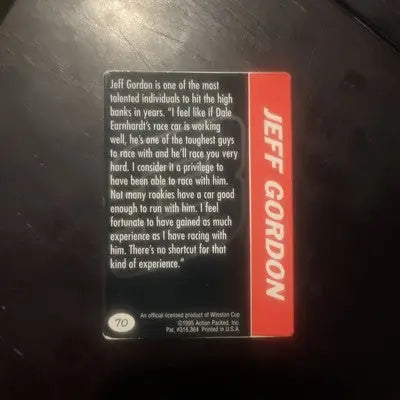 Jeff Gordon is one of the most
talented individuals to hit the high
banks in years. "I feel like if Dale
Earnhardt's race car is working
well, he's one of the toughest guys
to race with and he'll race you very
hard. I consider it a privilege to
have been able to race with him.
Not many rookies have a car good
enough to run with him. I feel
fortunate to have gained as much
experience as I have racing with
him. There's no shortcut for that
kind of experience."
JEFF GORDON
70
An official licensed product of Winston Cup
©1995 Action Packed, Inc.
Pat. #315,364 Printed in U.S.A.